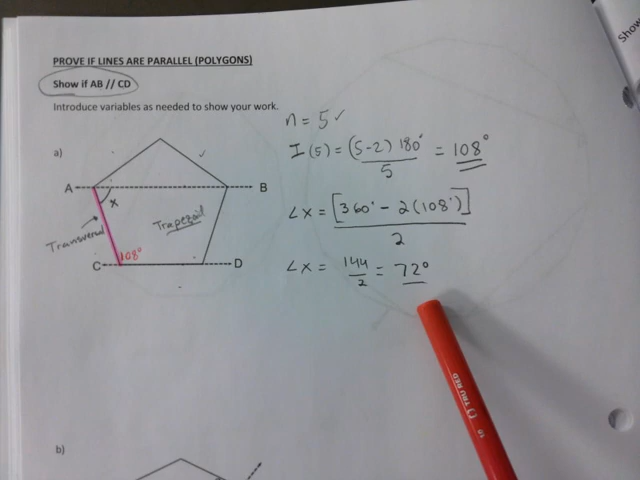 PROVE IF LINES ARE PARALLEL (POLYGONS)
Show if AB // CD
Introduce variables as needed to show your work.
n = 5 ✓
a)
I(5) = (5-2) 180° / 5 = 108°
A
B
x
∠x = [360° - 2(108°)] / 2
Trapezoid
Transversal
108°
C
D
∠x = 144 / 2 = 72°
TRU RED
b)
Show